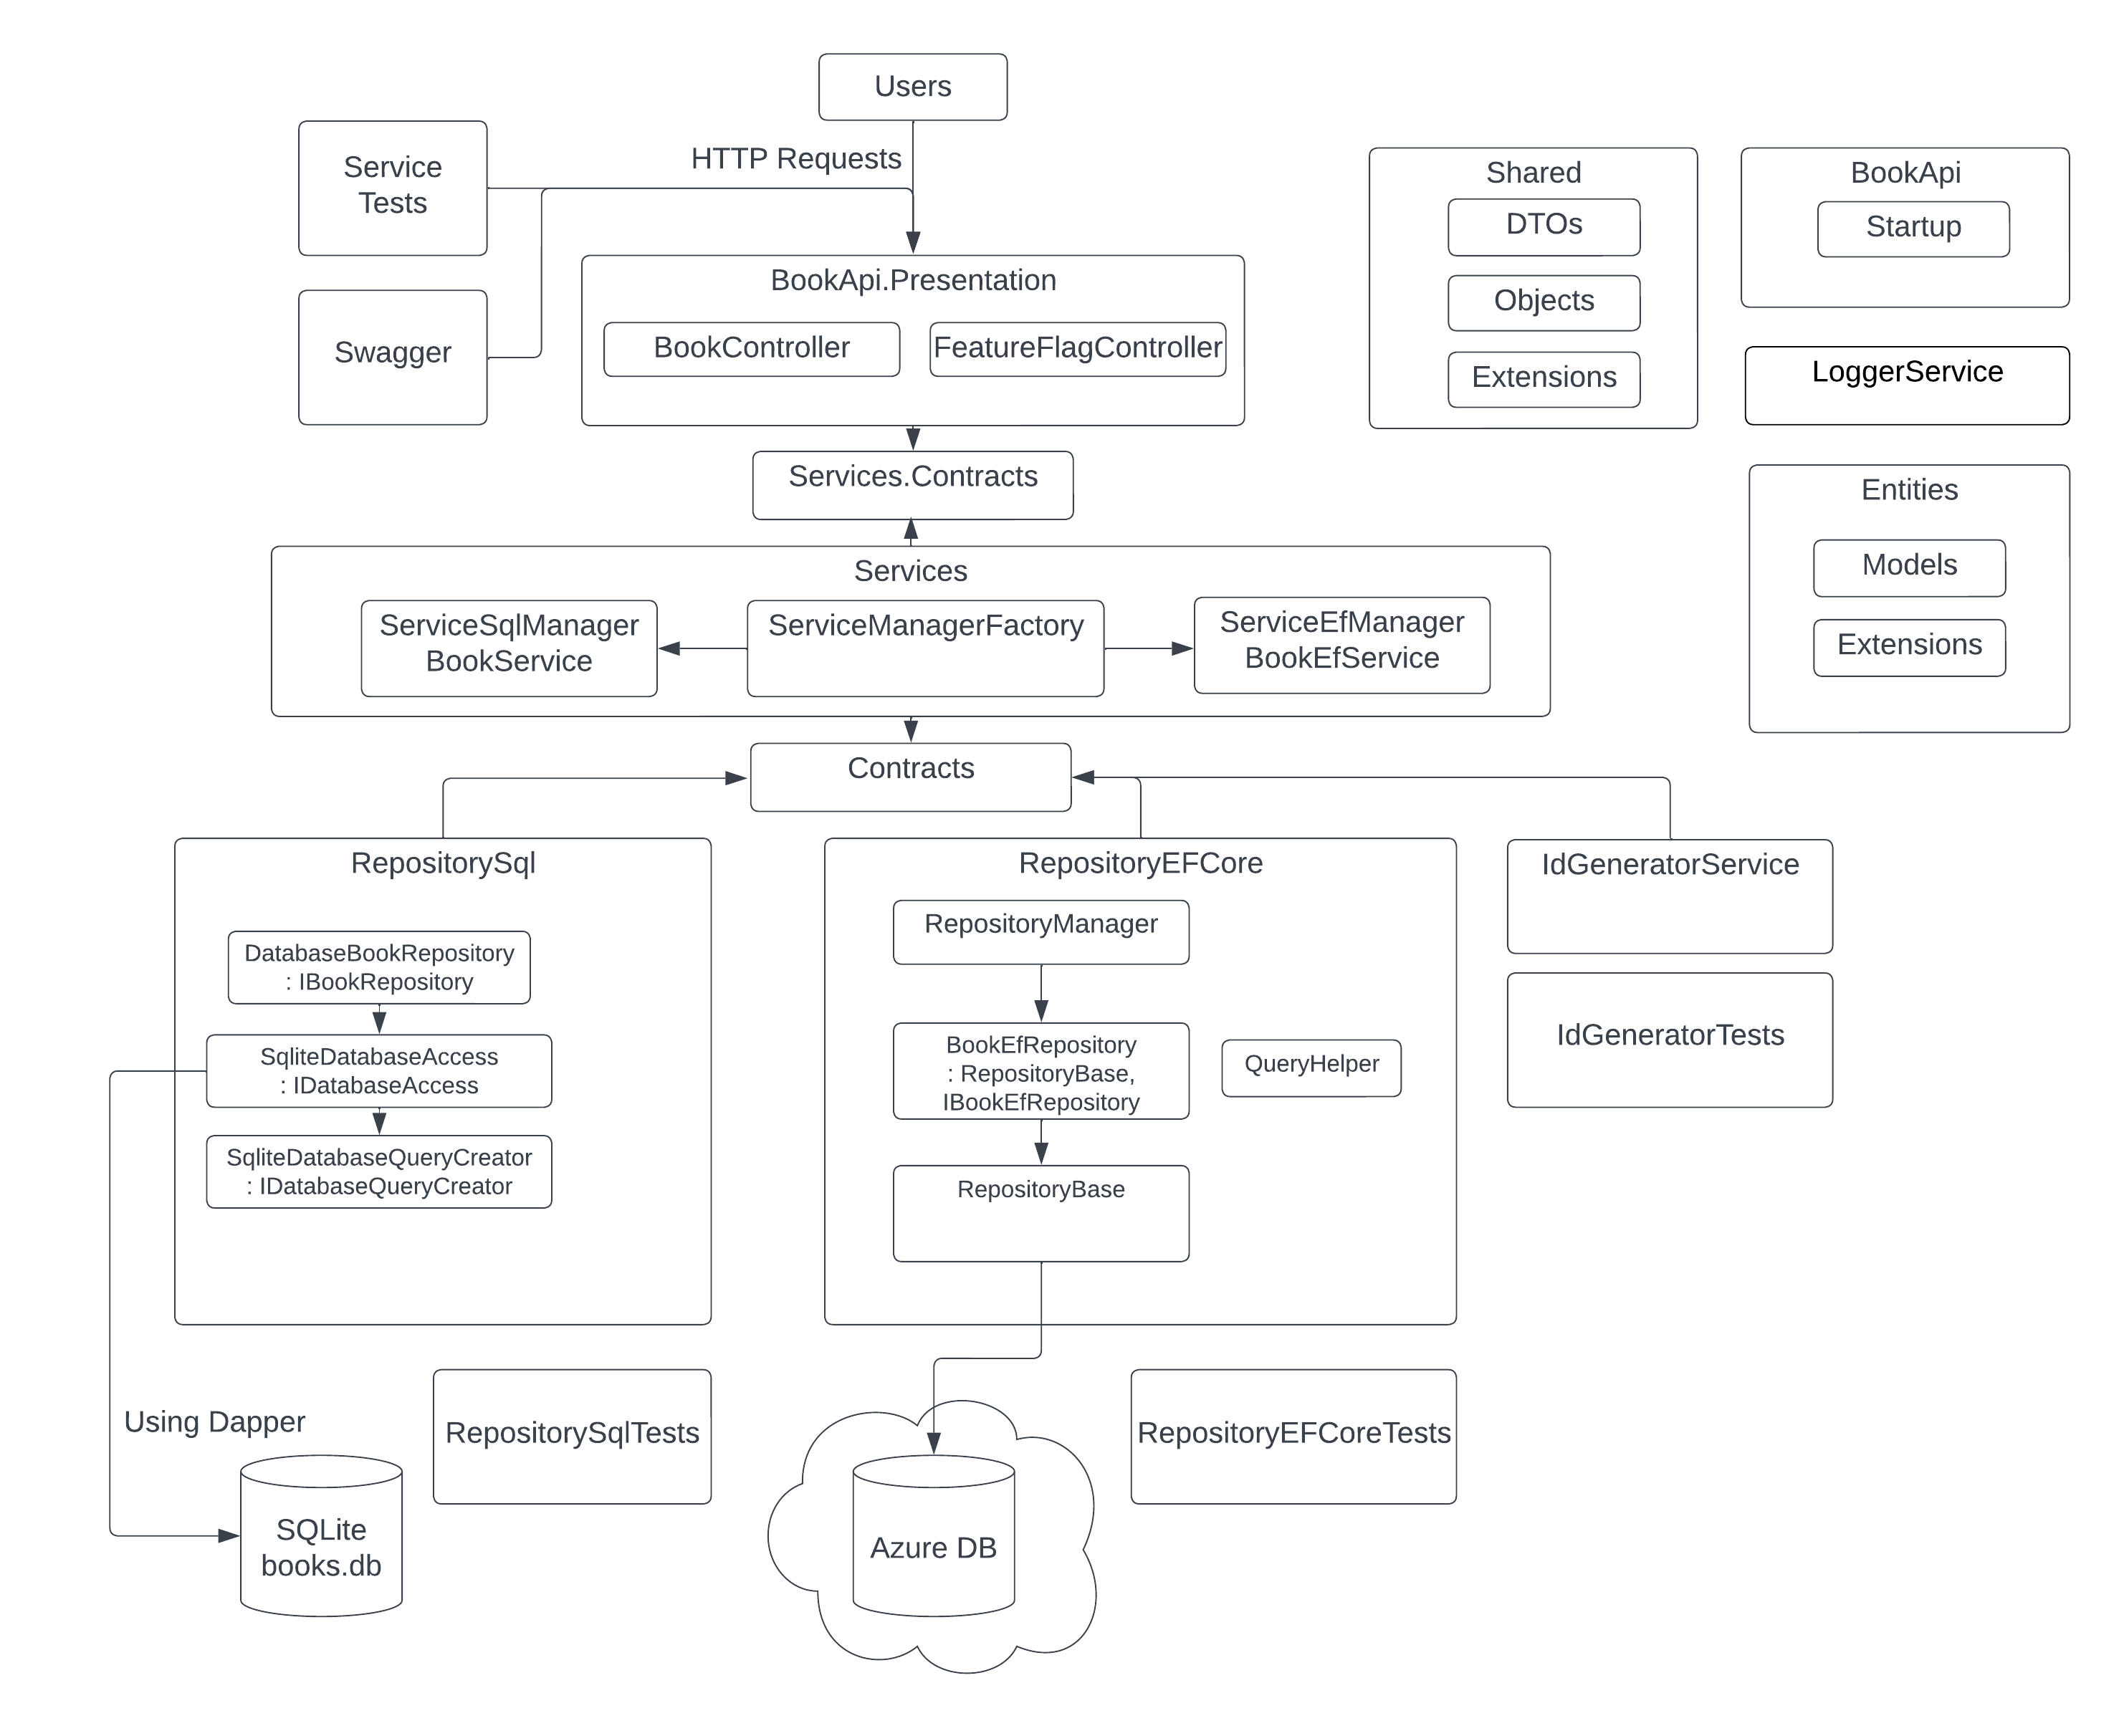 Users
HTTP Requests
Service
Tests
Swagger
BookApi.Presentation
BookController
FeatureFlagController
Shared
DTOs
Objects
Extensions
BookApi
Startup
LoggerService
Entities
Models
Extensions
Services.Contracts
Services
ServiceSqlManager
BookService
ServiceManagerFactory
ServiceEfManager
BookEfService
Contracts
RepositorySql
DatabaseBookRepository
: IBookRepository
SqliteDatabaseAccess
: IDatabaseAccess
SqliteDatabaseQueryCreator
: IDatabaseQueryCreator
RepositoryEFCore
RepositoryManager
BookEfRepository
: RepositoryBase,
IBookEfRepository
QueryHelper
RepositoryBase
IdGeneratorService
IdGeneratorTests
Using Dapper
SQLite
books.db
RepositorySqlTests
Azure DB
RepositoryEFCoreTests